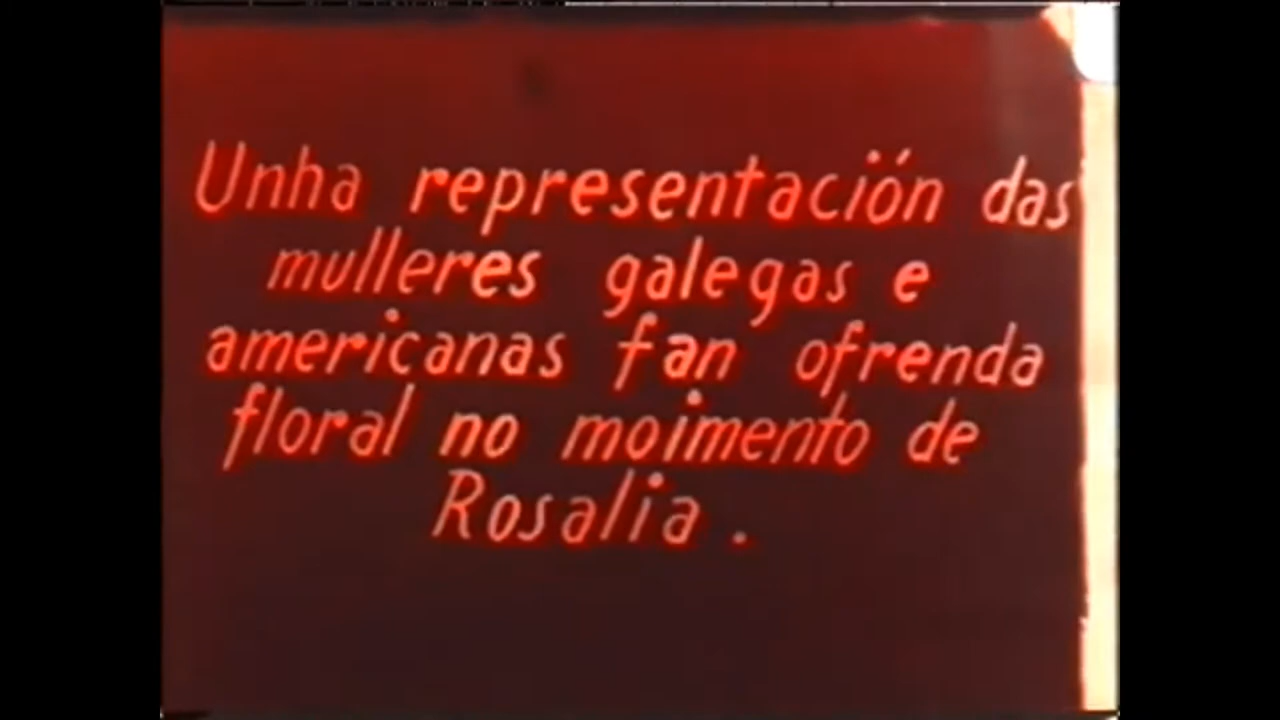 Unha representación das
mulleres galegas e
americanas fan ofrenda
floral no moimento de
Rosalia .